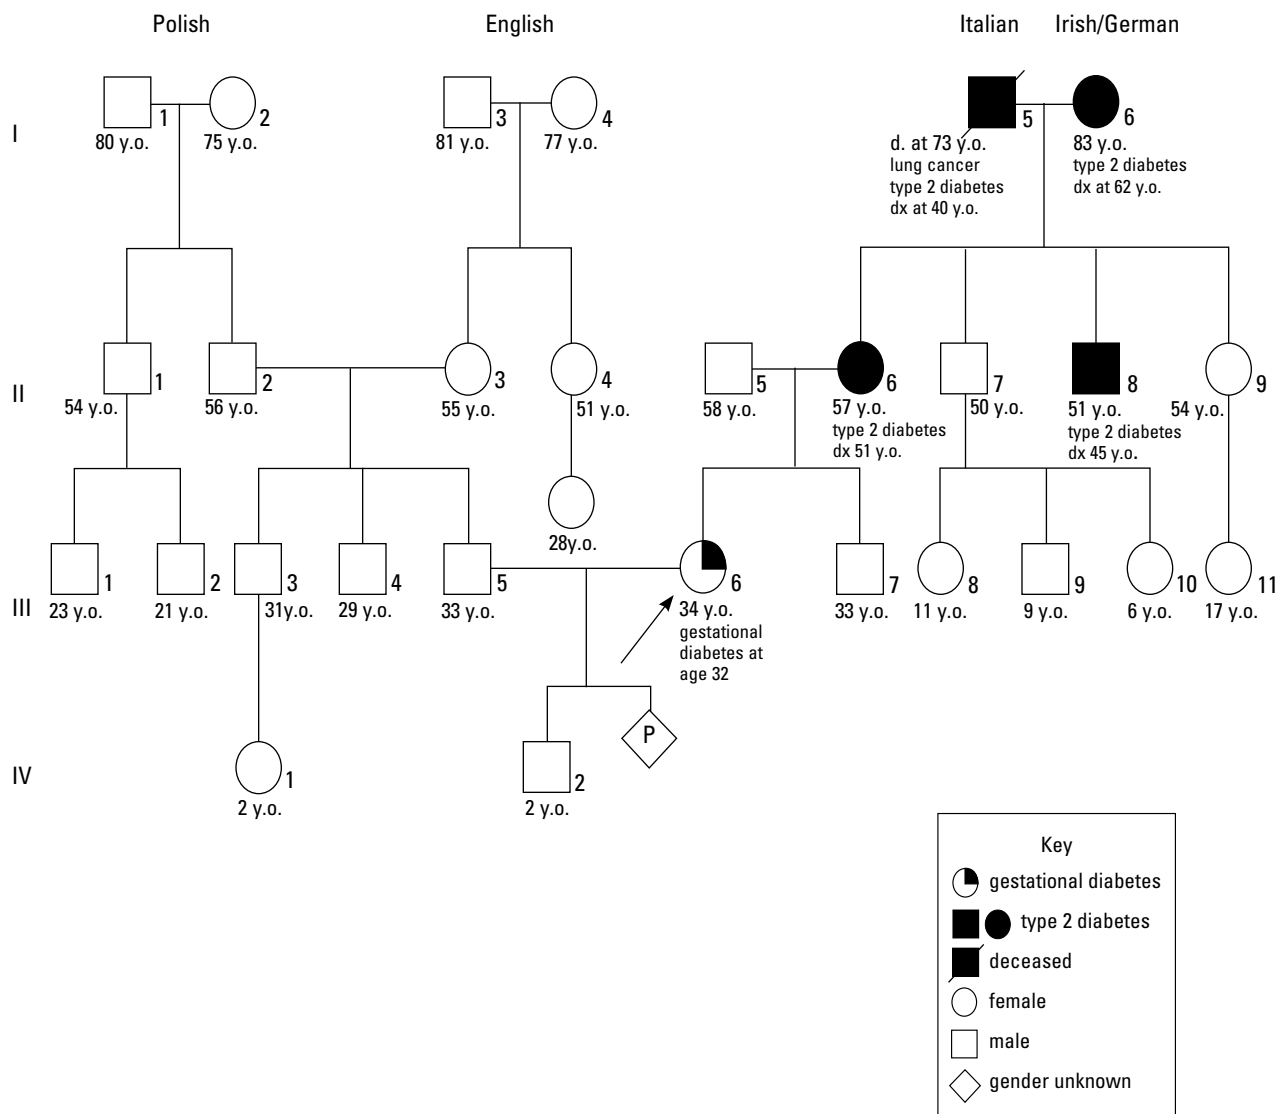 Polish English Italian Irish/German
I
1 2 3 4 5 6
80 y.o. 75 y.o. 81 y.o. 77 y.o.
d. at 73 y.o.
lung cancer
type 2 diabetes
dx at 40 y.o.
83 y.o.
type 2 diabetes
dx at 62 y.o.
II
1 2 3 4 5 6 7 8 9
54 y.o. 56 y.o. 55 y.o. 51 y.o. 58 y.o.
57 y.o.
type 2 diabetes
dx 51 y.o.
50 y.o.
51 y.o.
type 2 diabetes
dx 45 y.o.
54 y.o.
28y.o.
III
1 2 3 4 5 6 7 8 9 10 11
23 y.o. 21 y.o. 31y.o. 29 y.o. 33 y.o.
34 y.o.
gestational
diabetes at
age 32
33 y.o. 11 y.o. 9 y.o. 6 y.o. 17 y.o.
IV
1 2 P
2 y.o. 2 y.o.
Key
gestational diabetes
type 2 diabetes
deceased
female
male
gender unknown